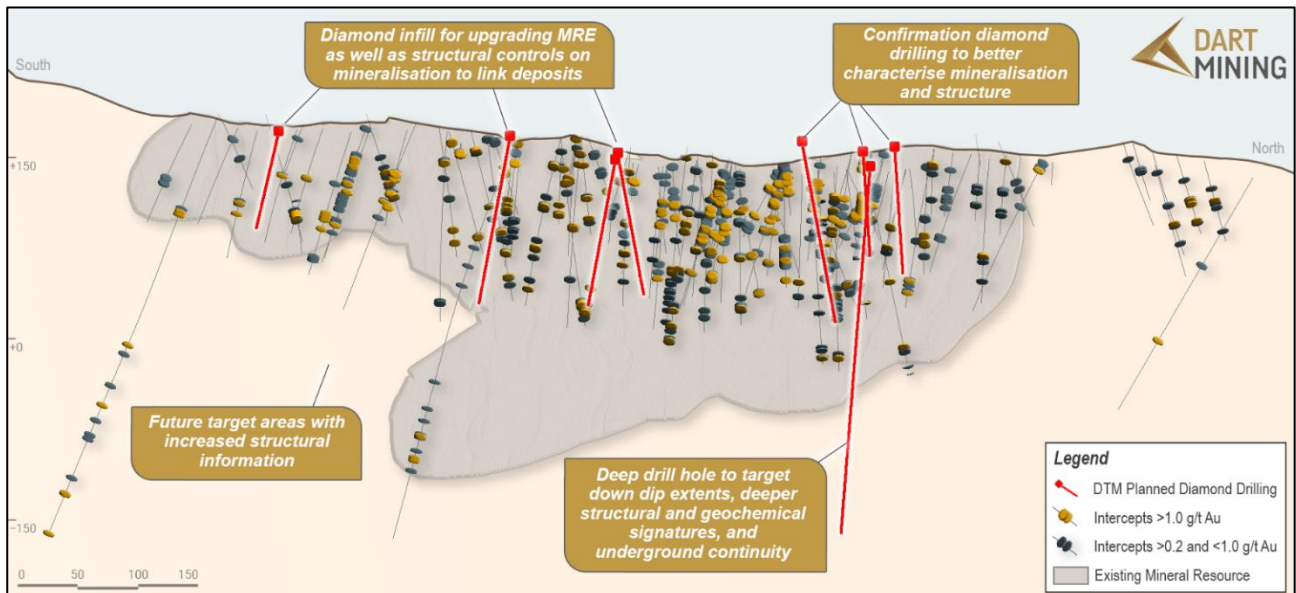 Diamond infill for upgrading MRE
as well as structural controls on
mineralisation to link deposits
Confirmation diamond
drilling to better
characterise mineralisation
and structure
DART
MINING
South
North
+150
+0
-150
Future target areas with
increased structural
information
Deep drill hole to target
down dip extents, deeper
structural and geochemical
signatures, and
underground continuity
Legend
DTM Planned Diamond Drilling
Intercepts >1.0 g/t Au
Intercepts >0.2 and <1.0 g/t Au
Existing Mineral Resource
0 50 100 150